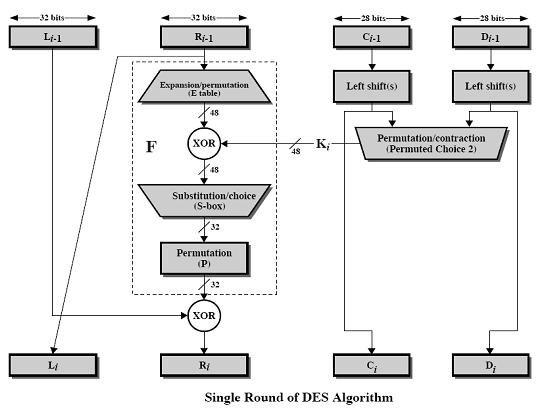 32 bits
32 bits
28 bits
28 bits
Li-1
Ri-1
Ci-1
Di-1
Expansion/permutation
(E table)
Left shift(s)
Left shift(s)
48
F
XOR
48
Ki
Permutation/contraction
(Permuted Choice 2)
48
Substitution/choice
(S-box)
32
Permutation
(P)
32
XOR
Li
Ri
Ci
Di
Single Round of DES Algorithm